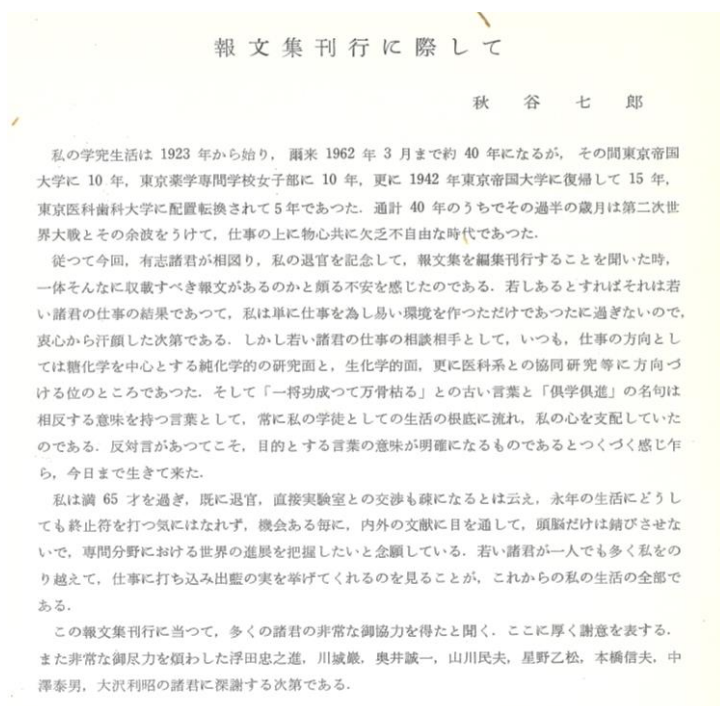 報文集刊行に際して
秋谷七郎
私の学究生活は 1923 年から始り，爾来 1962 年 3 月まで約 40 年になるが，その間東京帝国
大学に 10 年，東京薬学専門学校女子部に 10 年，更に 1942 年東京帝国大学に復帰して 15 年，
東京医科歯科大学に配置転換されて5年であつた．通計 40 年のうちでその過半の歳月は第二次世
界大戦とその余波をうけて，仕事の上に物心共に欠乏不自由な時代であつた．
従つて今回，有志諸君が相図り，私の退官を記念して，報文集を編集刊行することを聞いた時，
一体そんなに収載すべき報文があるのかと頗る不安を感じたのである．若しあるとすればそれは若
い諸君の仕事の結果であつて，私は単に仕事を為し易い環境を作つただけであつたに過ぎないので，
衷心から汗顔した次第である．しかし若い諸君の仕事の相談相手として，いつも，仕事の方向とし
ては糖化学を中心とする純化学的の研究面と，生化学的面，更に医科系との協同研究等に方向づ
ける位のところであつた．そして「一将功成つて万骨枯る」との古い言葉と「倶学倶進」の名句は
相反する意味を持つ言葉として，常に私の学徒としての生活の根底に流れ，私の心を支配していた
のである．反対言があつてこそ，目的とする言葉の意味が明確になるものであるとつくづく感じ乍
ら，今日まで生きて来た．
私は満 65 才を過ぎ，既に退官，直接実験室との交渉も疎になるとは云え，永年の生活にどうし
ても終止符を打つ気にはなれず，機会ある毎に，内外の文献に目を通して，頭脳だけは錆びさせな
いで，専門分野における世界の進展を把握したいと念願している．若い諸君が一人でも多く私をの
り越えて，仕事に打ち込み出藍の実を挙げてくれるのを見ることが，これからの私の生活の全部で
ある．
この報文集刊行に当つて，多くの諸君の非常な御協力を得たと聞く．ここに厚く謝意を表する．
また非常な御尽力を煩わした浮田忠之進，川城巌，奥井誠一，山川民夫，星野乙松，本橋信夫，中
澤泰男，大沢利昭の諸君に深謝する次第である．